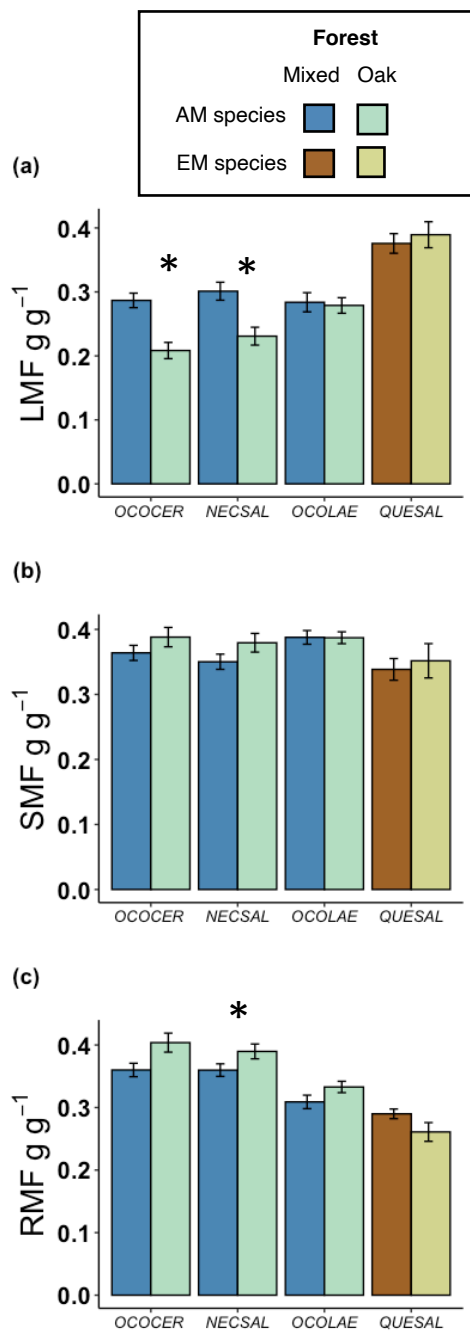 Forest
Mixed Oak
AM species
EM species
(a)
LMF g g⁻¹
0.4
*
*
0.3
0.2
0.1
0.0
OCOCER NECSAL OCOLAE QUESAL
(b)
SMF g g⁻¹
0.4
0.3
0.2
0.1
0.0
OCOCER NECSAL OCOLAE QUESAL
(c)
RMF g g⁻¹
*
0.4
0.3
0.2
0.1
0.0
OCOCER NECSAL OCOLAE QUESAL